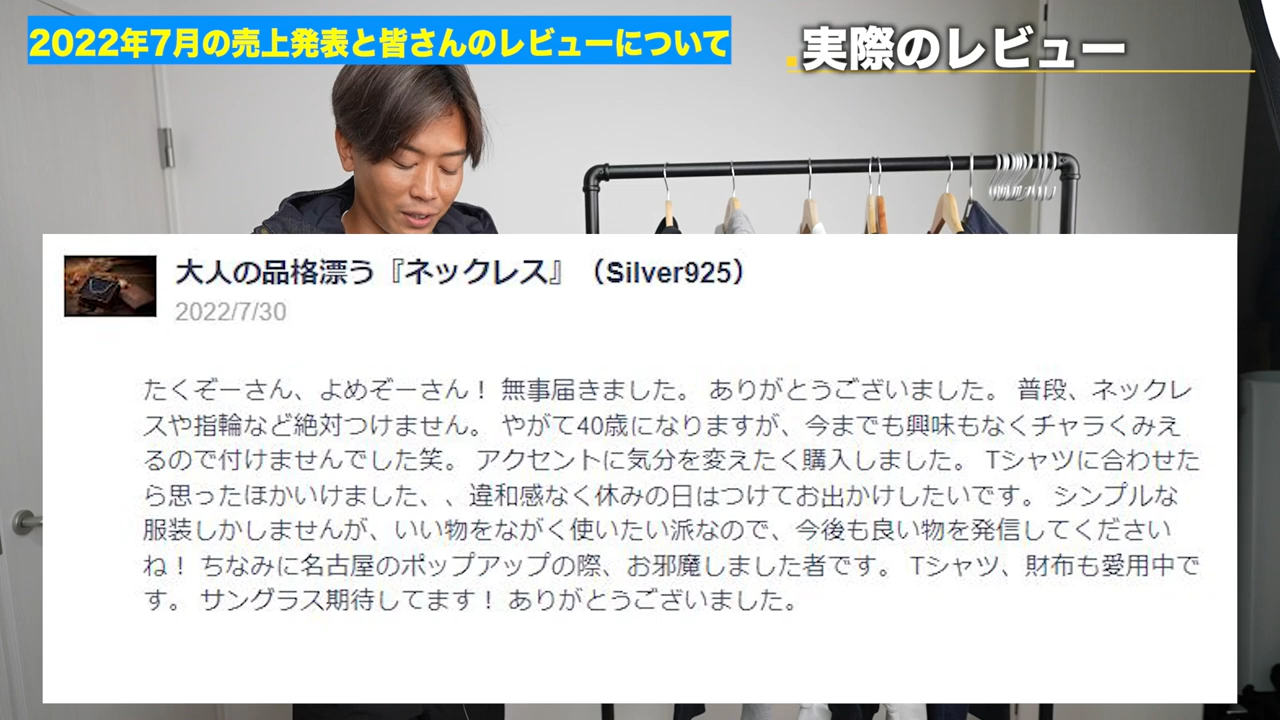 2022年7月の売上発表と皆さんのレビューについて
実際のレビュー
大人の品格漂う『ネックレス』（Silver925）
2022/7/30
たくぞーさん、よめぞーさん！ 無事届きました。 ありがとうございました。 普段、ネックレ
スや指輪など絶対つけません。 やがて40歳になりますが、今までも興味もなくチャラくみえ
るので付けませんでした笑。 アクセントに気分を変えたく購入しました。 Tシャツに合わせた
ら思ったほかいけました、、違和感なく休みの日はつけてお出かけしたいです。 シンプルな
服装しかしませんが、いい物をながく使いたい派なので、今後も良い物を発信してください
ね！ ちなみに名古屋のポップアップの際、お邪魔しました者です。 Tシャツ、財布も愛用中で
す。 サングラス期待してます！ ありがとうございました。